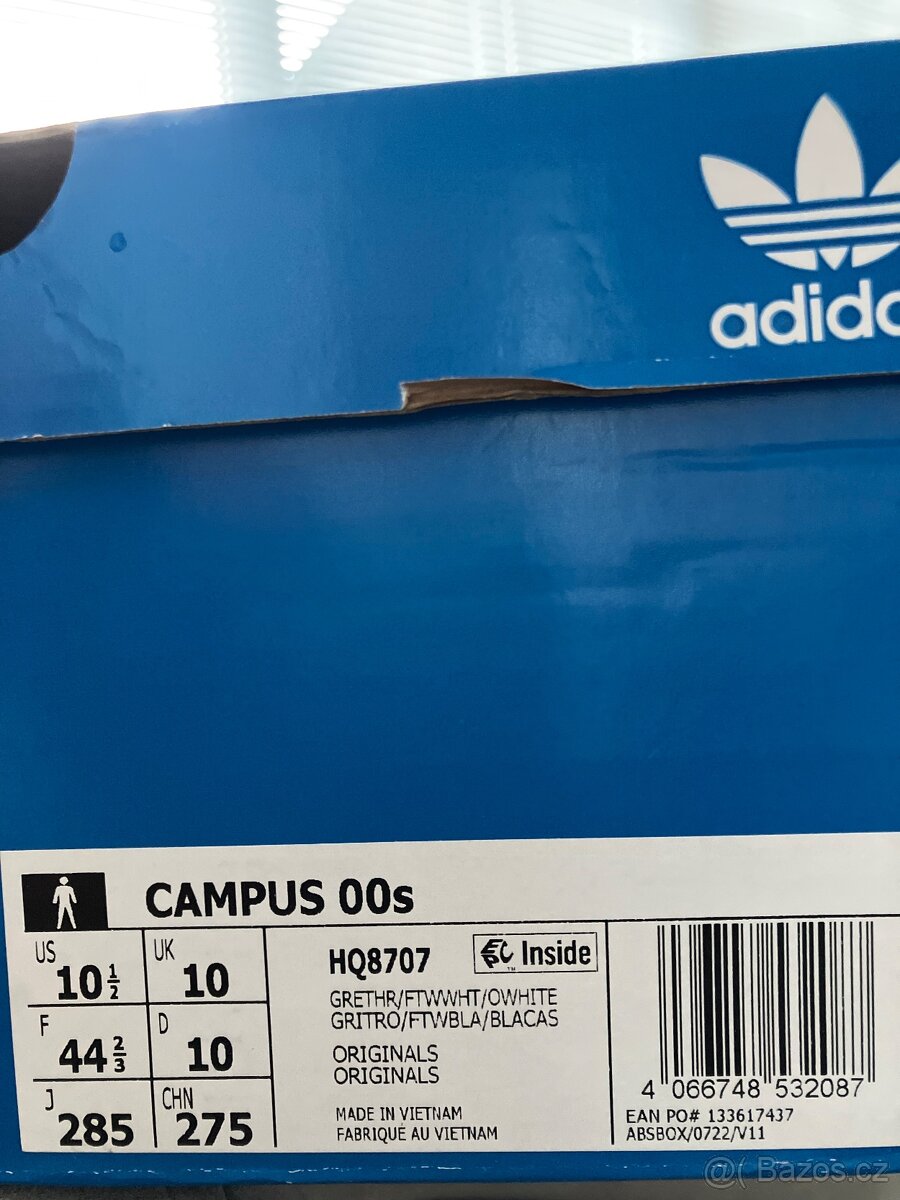 adida
CAMPUS 00s
US 10½ UK 10
F 44⅔ D 10
J 285 CHN 275
HQ8707
EC Inside™
GRETHR/FTWWHT/OWHITE
GRITRO/FTWBLA/BLACAS
ORIGINALS
ORIGINALS
MADE IN VIETNAM
FABRIQUÉ AU VIETNAM
4 066748 532087
EAN PO# 133617437
ABSBOX/0722/V11
@( Bazos.cz